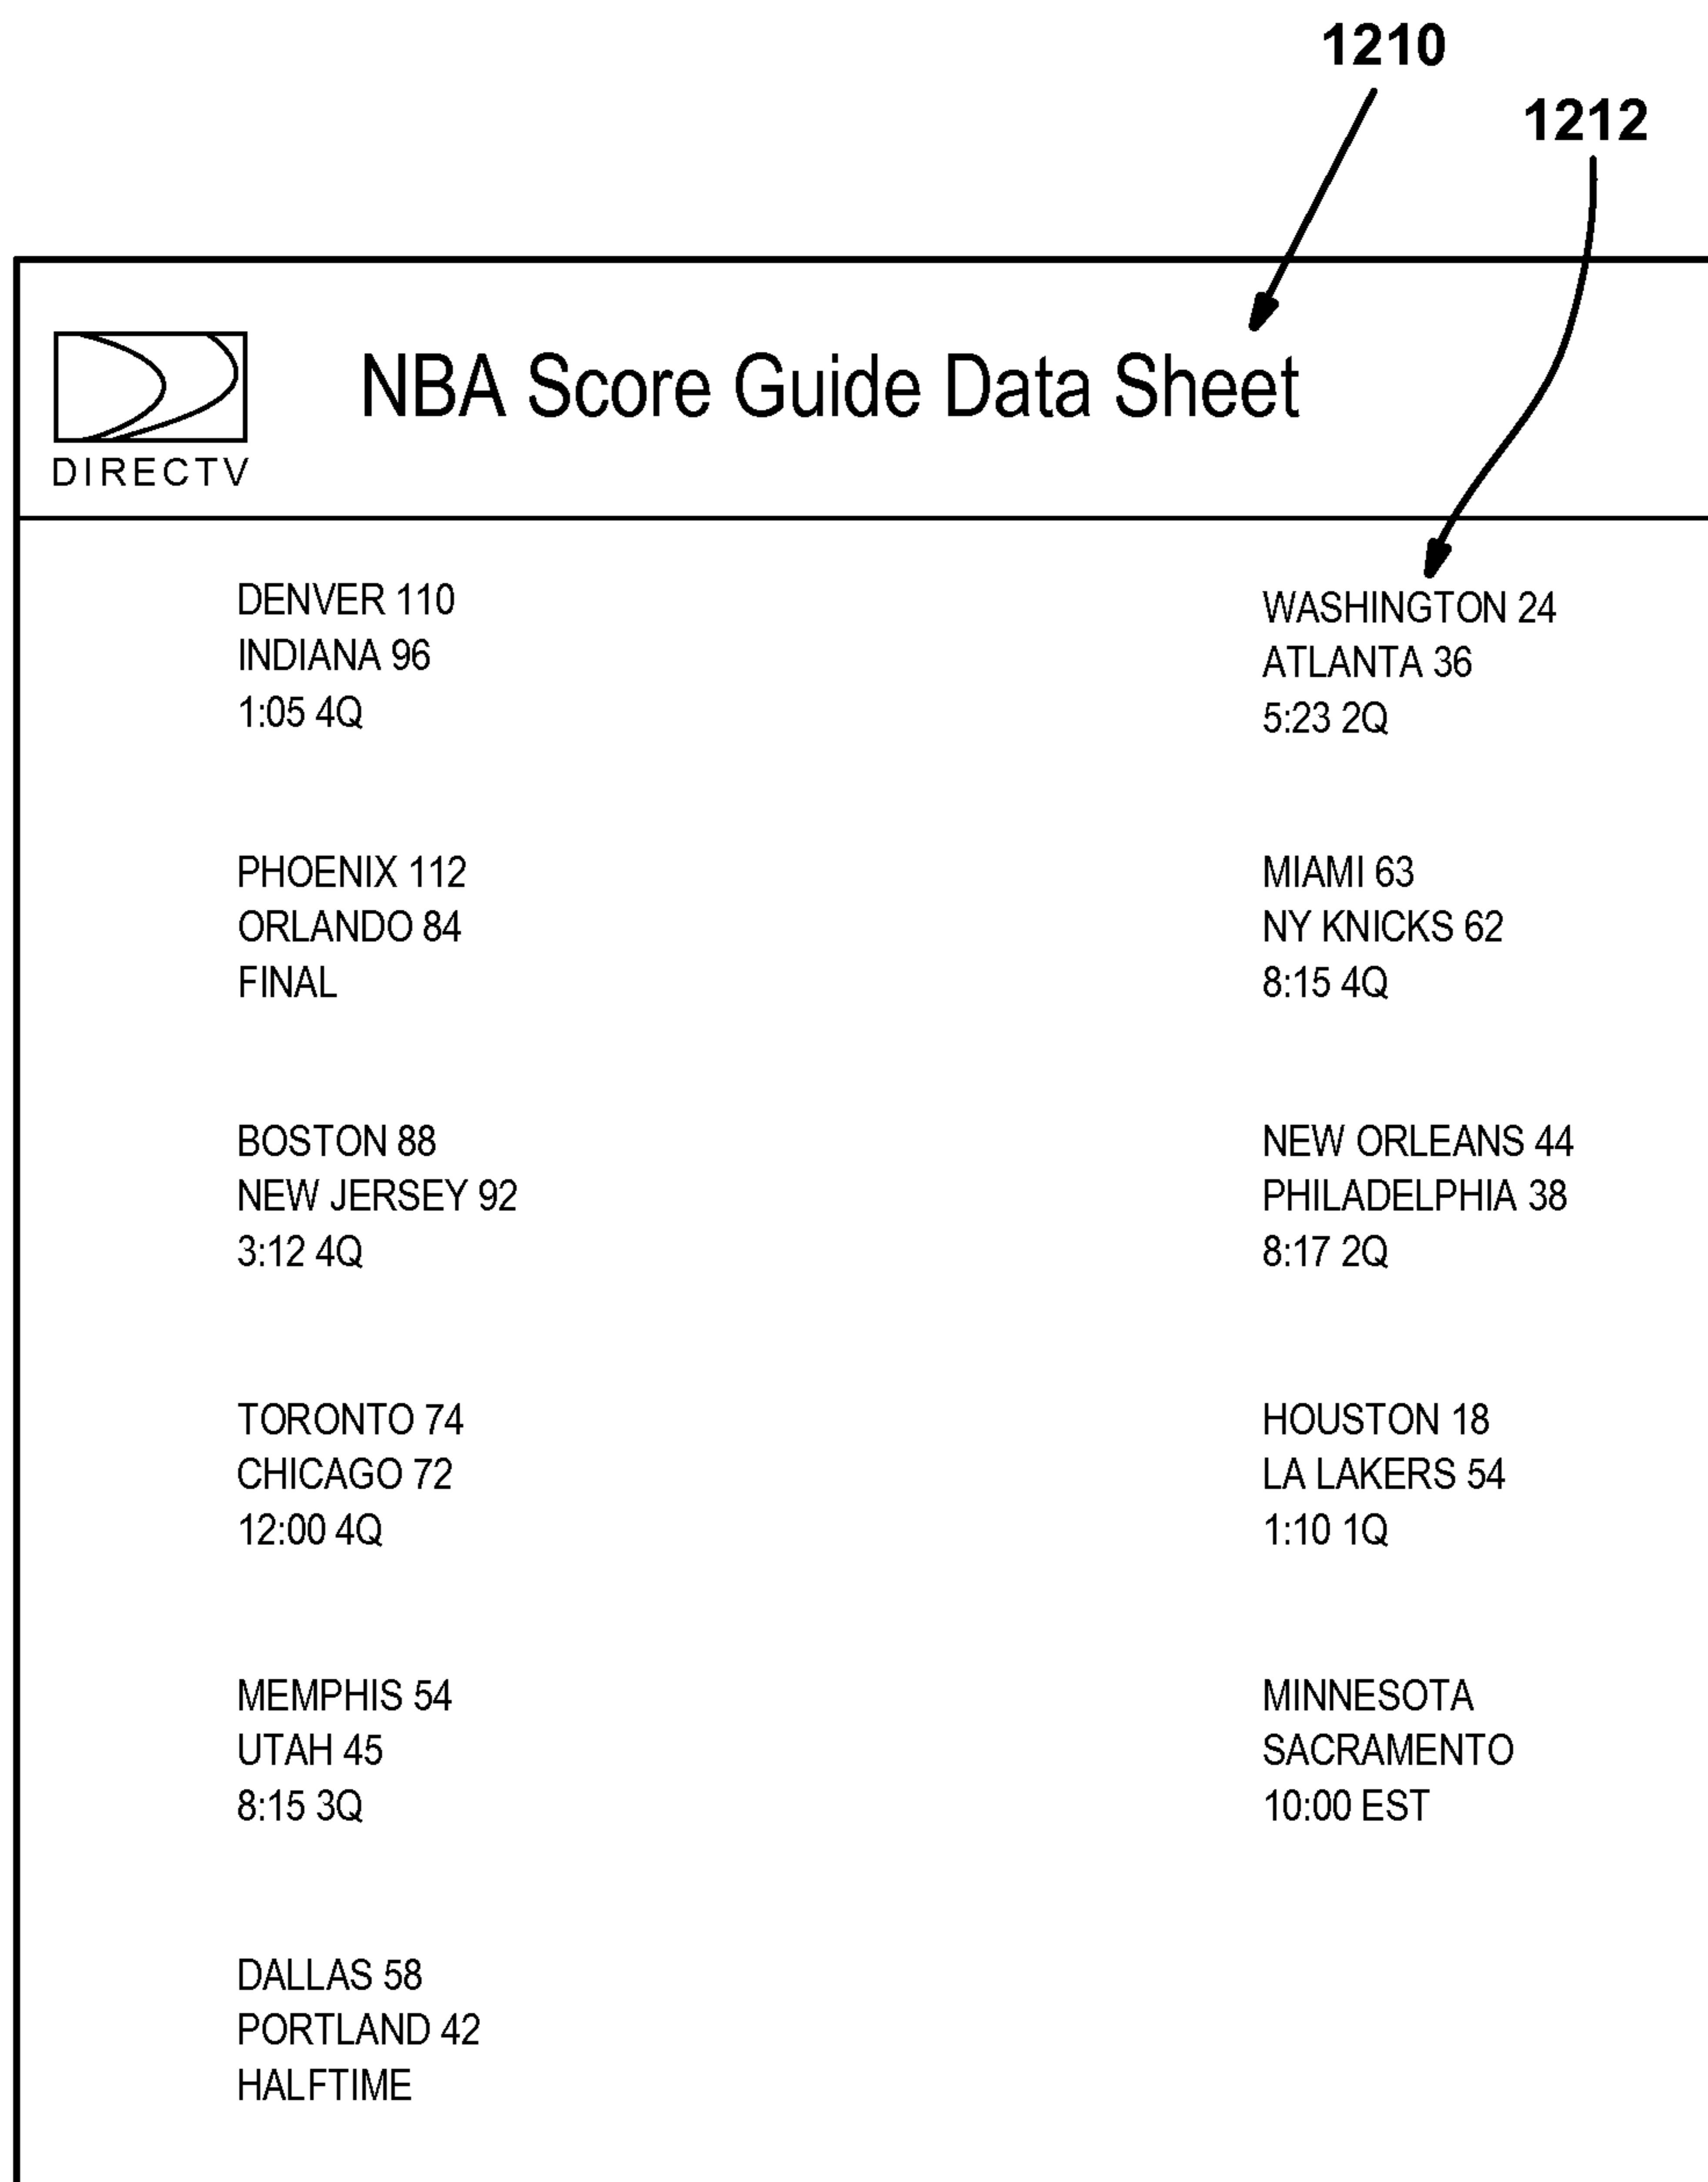 1210
1212
DIRECTV
NBA Score Guide Data Sheet
DENVER 110
INDIANA 96
1:05 4Q
WASHINGTON 24
ATLANTA 36
5:23 2Q
PHOENIX 112
ORLANDO 84
FINAL
MIAMI 63
NY KNICKS 62
8:15 4Q
BOSTON 88
NEW JERSEY 92
3:12 4Q
NEW ORLEANS 44
PHILADELPHIA 38
8:17 2Q
TORONTO 74
CHICAGO 72
12:00 4Q
HOUSTON 18
LA LAKERS 54
1:10 1Q
MEMPHIS 54
UTAH 45
8:15 3Q
MINNESOTA
SACRAMENTO
10:00 EST
DALLAS 58
PORTLAND 42
HALFTIME